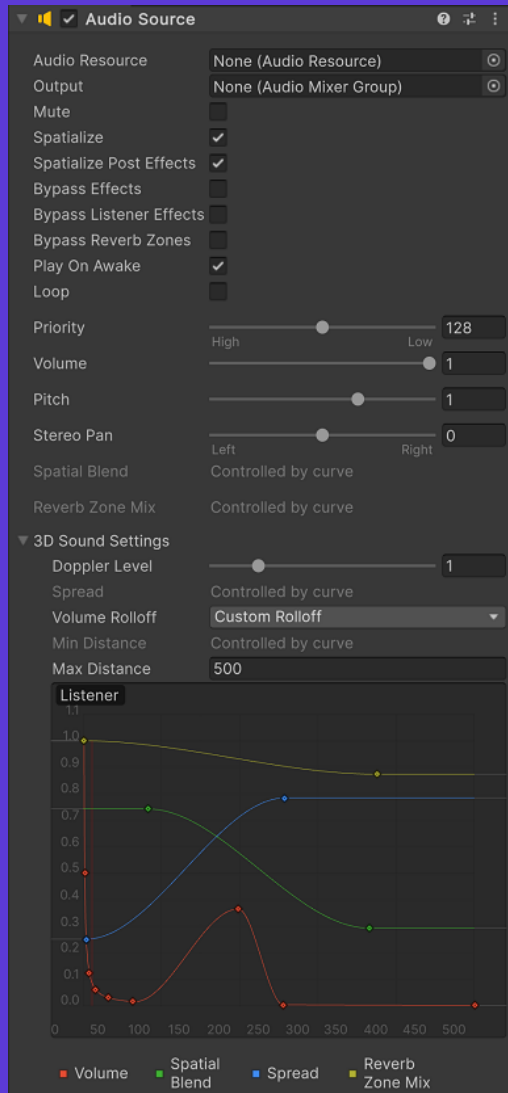 Audio Source
Audio Resource None (Audio Resource)
Output None (Audio Mixer Group)
Mute
Spatialize
Spatialize Post Effects
Bypass Effects
Bypass Listener Effects
Bypass Reverb Zones
Play On Awake
Loop
Priority 128
High Low
Volume 1
Pitch 1
Stereo Pan 0
Left Right
Spatial Blend Controlled by curve
Reverb Zone Mix Controlled by curve
3D Sound Settings
Doppler Level 1
Spread Controlled by curve
Volume Rolloff Custom Rolloff
Min Distance Controlled by curve
Max Distance 500
Listener
1.1
1.0
0.9
0.8
0.7
0.6
0.5
0.4
0.3
0.2
0.1
0.0
0 50 100 150 200 250 300 350 400 450 500
Volume Spatial Blend Spread Reverb Zone Mix